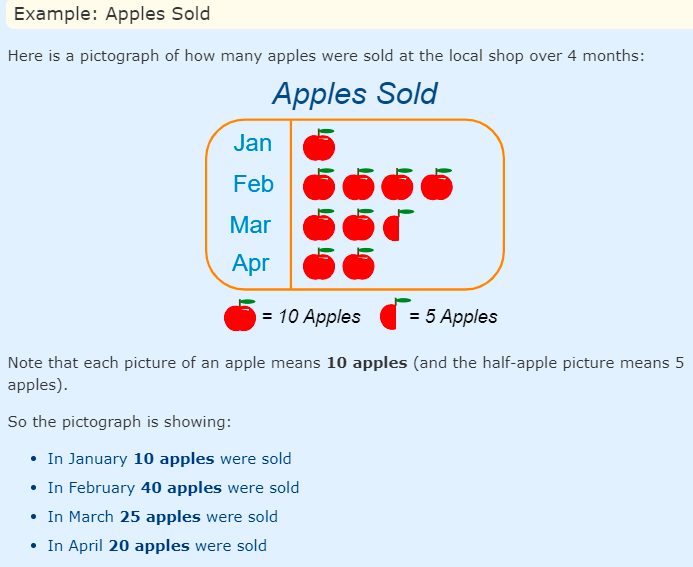 Example: Apples Sold
Here is a pictograph of how many apples were sold at the local shop over 4 months:
Apples Sold
Jan
Feb
Mar
Apr
= 10 Apples = 5 Apples
Note that each picture of an apple means 10 apples (and the half-apple picture means 5
apples).
So the pictograph is showing:
• In January 10 apples were sold
• In February 40 apples were sold
• In March 25 apples were sold
• In April 20 apples were sold